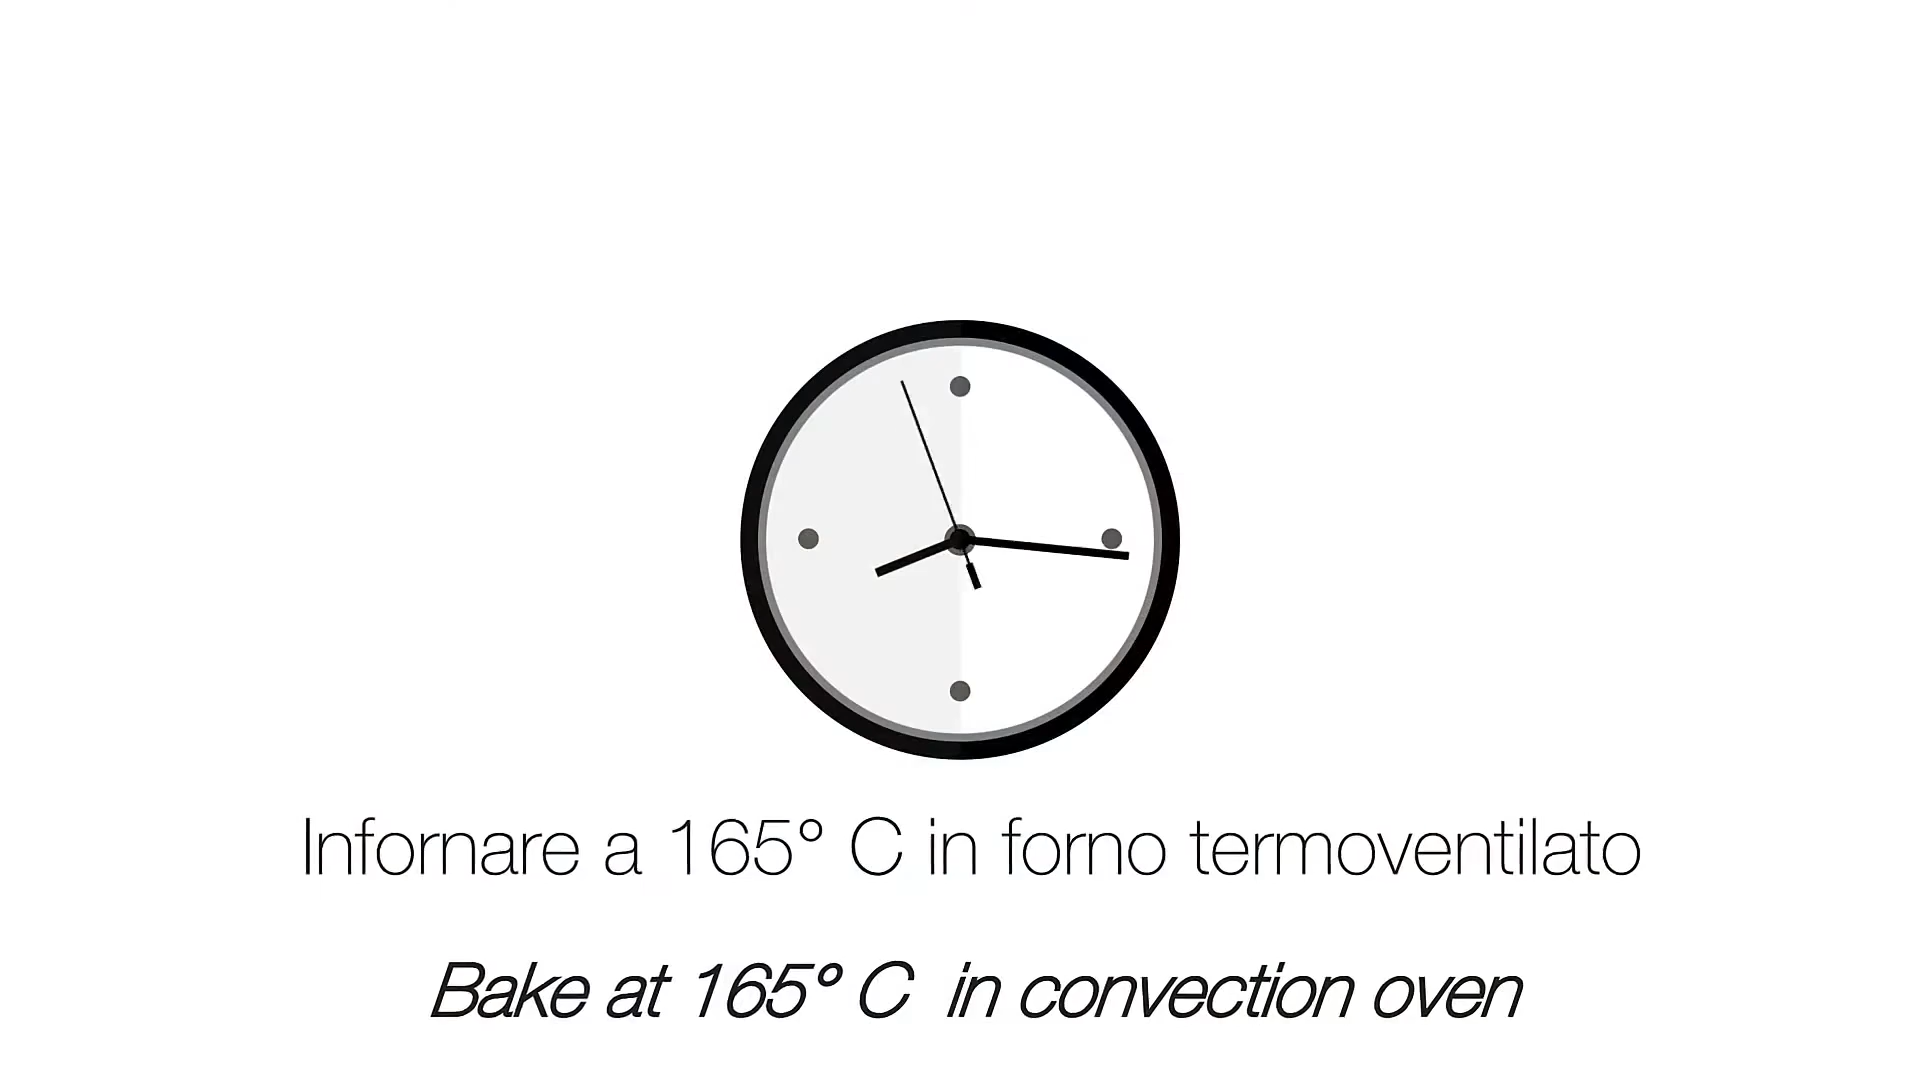 Infornare a 165° C in forno termoventilato
Bake at 165° C in convection oven